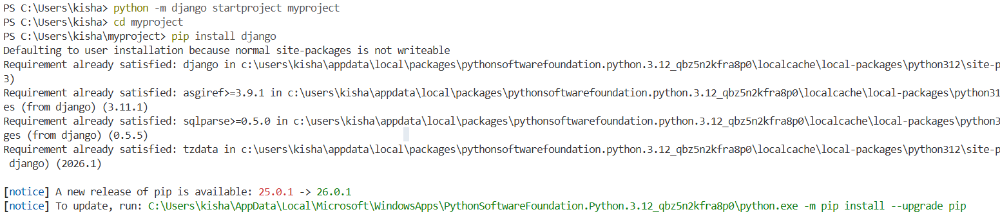 PS C:\Users\kisha> python -m django startproject myproject
PS C:\Users\kisha> cd myproject
PS C:\Users\kisha\myproject> pip install django
Defaulting to user installation because normal site-packages is not writeable
Requirement already satisfied: django in c:\users\kisha\appdata\local\packages\pythonsoftwarefoundation.python.3.12_qbz5n2kfra8p0\localcache\local-packages\python312\site-p
3)
Requirement already satisfied: asgiref>=3.9.1 in c:\users\kisha\appdata\local\packages\pythonsoftwarefoundation.python.3.12_qbz5n2kfra8p0\localcache\local-packages\python31
es (from django) (3.11.1)
Requirement already satisfied: sqlparse>=0.5.0 in c:\users\kisha\appdata\local\packages\pythonsoftwarefoundation.python.3.12_qbz5n2kfra8p0\localcache\local-packages\python3
ges (from django) (0.5.5)
Requirement already satisfied: tzdata in c:\users\kisha\appdata\local\packages\pythonsoftwarefoundation.python.3.12_qbz5n2kfra8p0\localcache\local-packages\python312\site-p
 django) (2026.1)
[notice] A new release of pip is available: 25.0.1 -> 26.0.1
[notice] To update, run: C:\Users\kisha\AppData\Local\Microsoft\WindowsApps\PythonSoftwareFoundation.Python.3.12_qbz5n2kfra8p0\python.exe -m pip install --upgrade pip